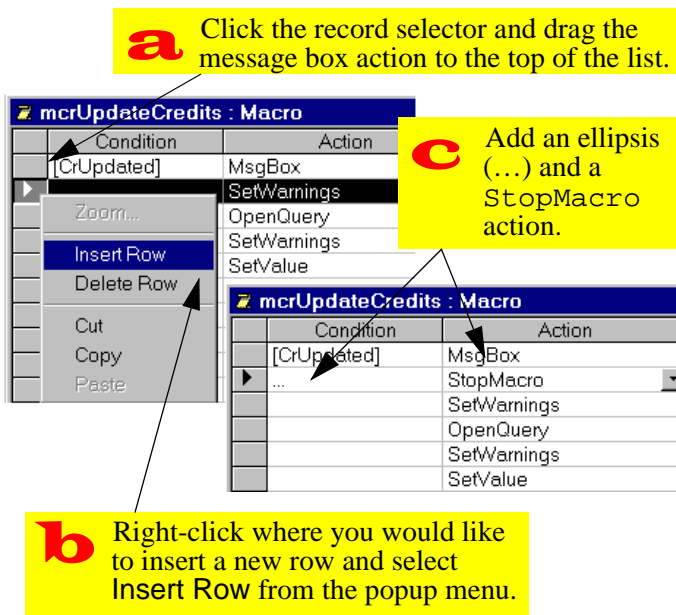 a Click the record selector and drag the
message box action to the top of the list.
mcrUpdateCredits : Macro
Condition Action
[CrUpdated] MsgBox
SetWarnings
OpenQuery
SetWarnings
SetValue
Zoom...
Insert Row
Delete Row
Cut
Copy
Paste
c Add an ellipsis
(…) and a
StopMacro
action.
mcrUpdateCredits : Macro
Condition Action
[CrUpdated] MsgBox
... StopMacro
SetWarnings
OpenQuery
SetWarnings
SetValue
b Right-click where you would like
to insert a new row and select
Insert Row from the popup menu.